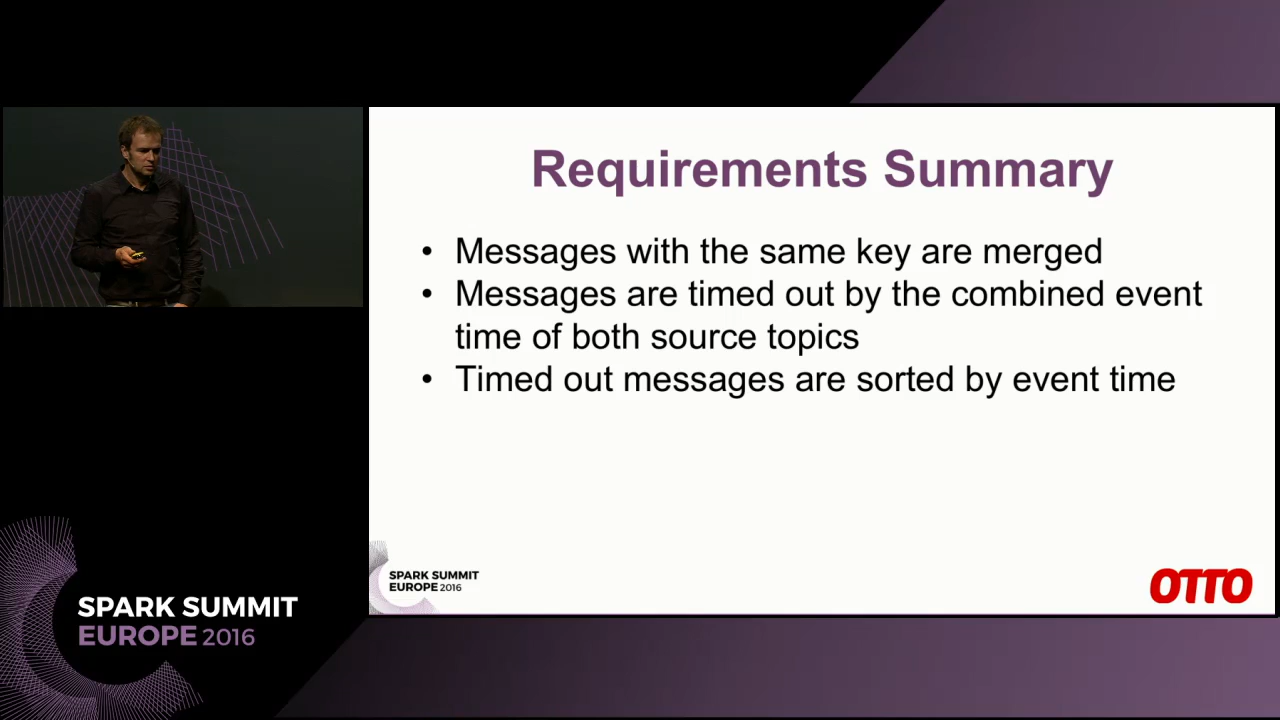 Requirements Summary
• Messages with the same key are merged
• Messages are timed out by the combined event
time of both source topics
• Timed out messages are sorted by event time
SPARK SUMMIT
EUROPE 2016
OTTO
SPARK SUMMIT
EUROPE 2016